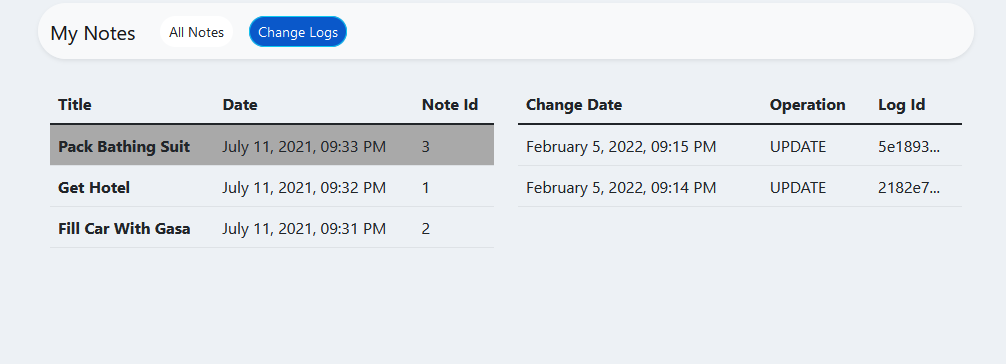 My Notes All Notes Change Logs
Title Date Note Id Change Date Operation Log Id
Pack Bathing Suit July 11, 2021, 09:33 PM 3 February 5, 2022, 09:15 PM UPDATE 5e1893...
Get Hotel July 11, 2021, 09:32 PM 1 February 5, 2022, 09:14 PM UPDATE 2182e7...
Fill Car With Gasa July 11, 2021, 09:31 PM 2